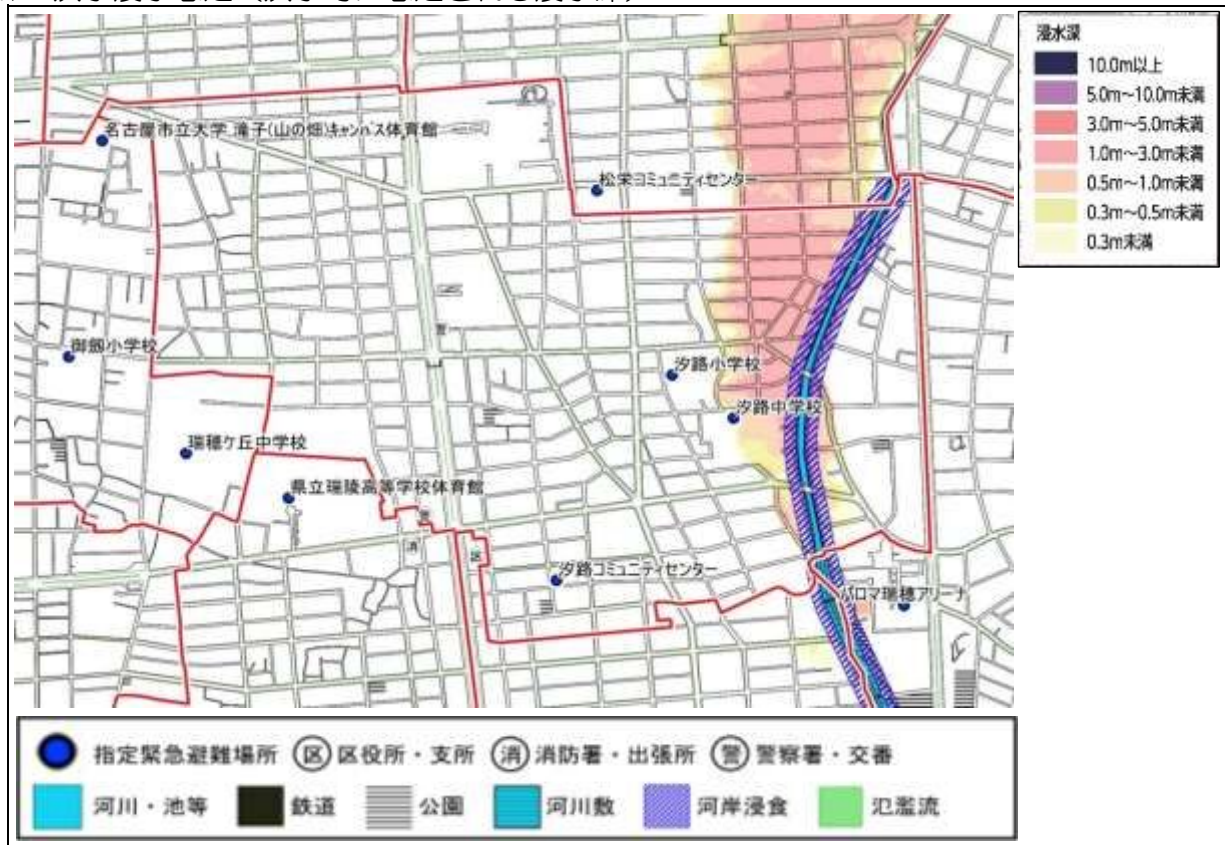 浸水深
10.0m以上
5.0m～10.0m未満
3.0m～5.0m未満
1.0m～3.0m未満
0.5m～1.0m未満
0.3m～0.5m未満
0.3m未満
名古屋市立大学 滝子(山の畑)キャンパス体育館
松栄コミュニティセンター
御劔小学校
汐路小学校
汐路中学校
瑞穂ケ丘中学校
県立瑞陵高等学校体育館
消
区
汐路コミュニティセンター
パロマ瑞穂アリーナ
指定緊急避難場所 区 区役所・支所 消 消防署・出張所 警 警察署・交番
河川・池等 鉄道 公園 河川敷 河岸浸食 氾濫流